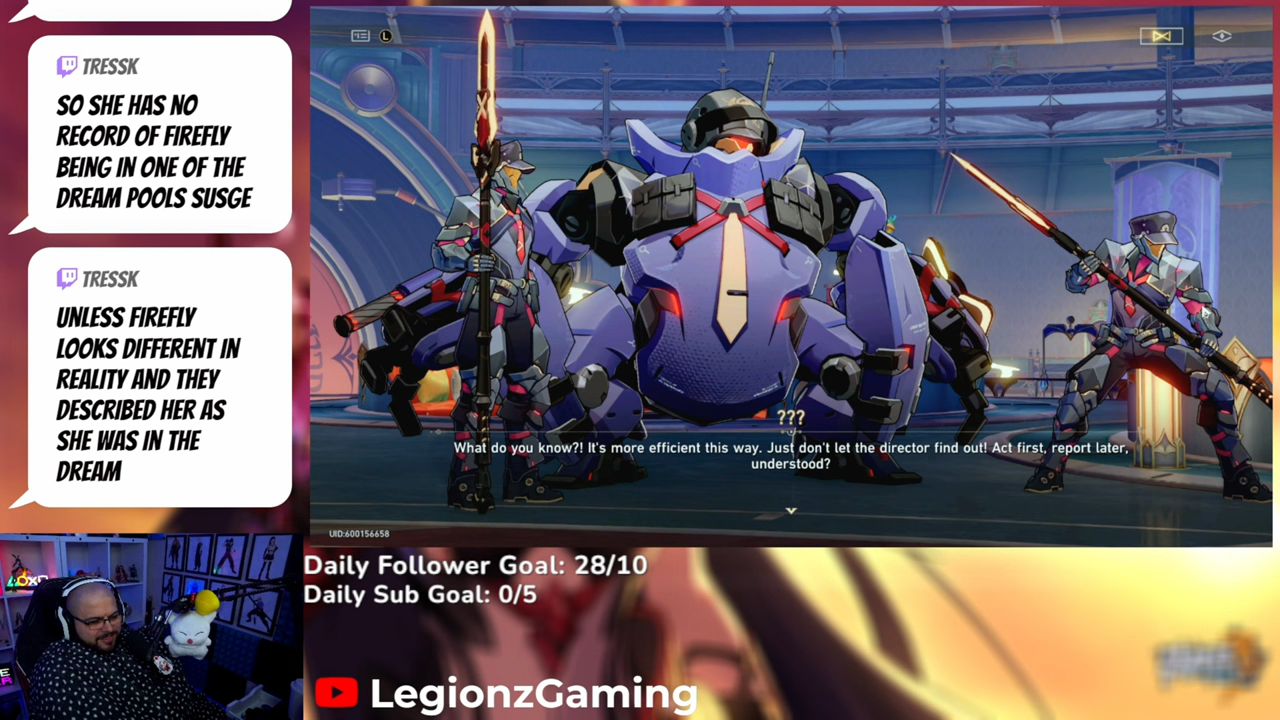 TRESSK
SO SHE HAS NO
RECORD OF FIREFLY
BEING IN ONE OF THE
DREAM POOLS SUSGE
TRESSK
UNLESS FIREFLY
LOOKS DIFFERENT IN
REALITY AND THEY
DESCRIBED HER AS
SHE WAS IN THE
DREAM
L
???
What do you know?! It's more efficient this way. Just don't let the director find out! Act first, report later,
understood?
UID:600156658
Daily Follower Goal: 28/10
Daily Sub Goal: 0/5
LegionzGaming